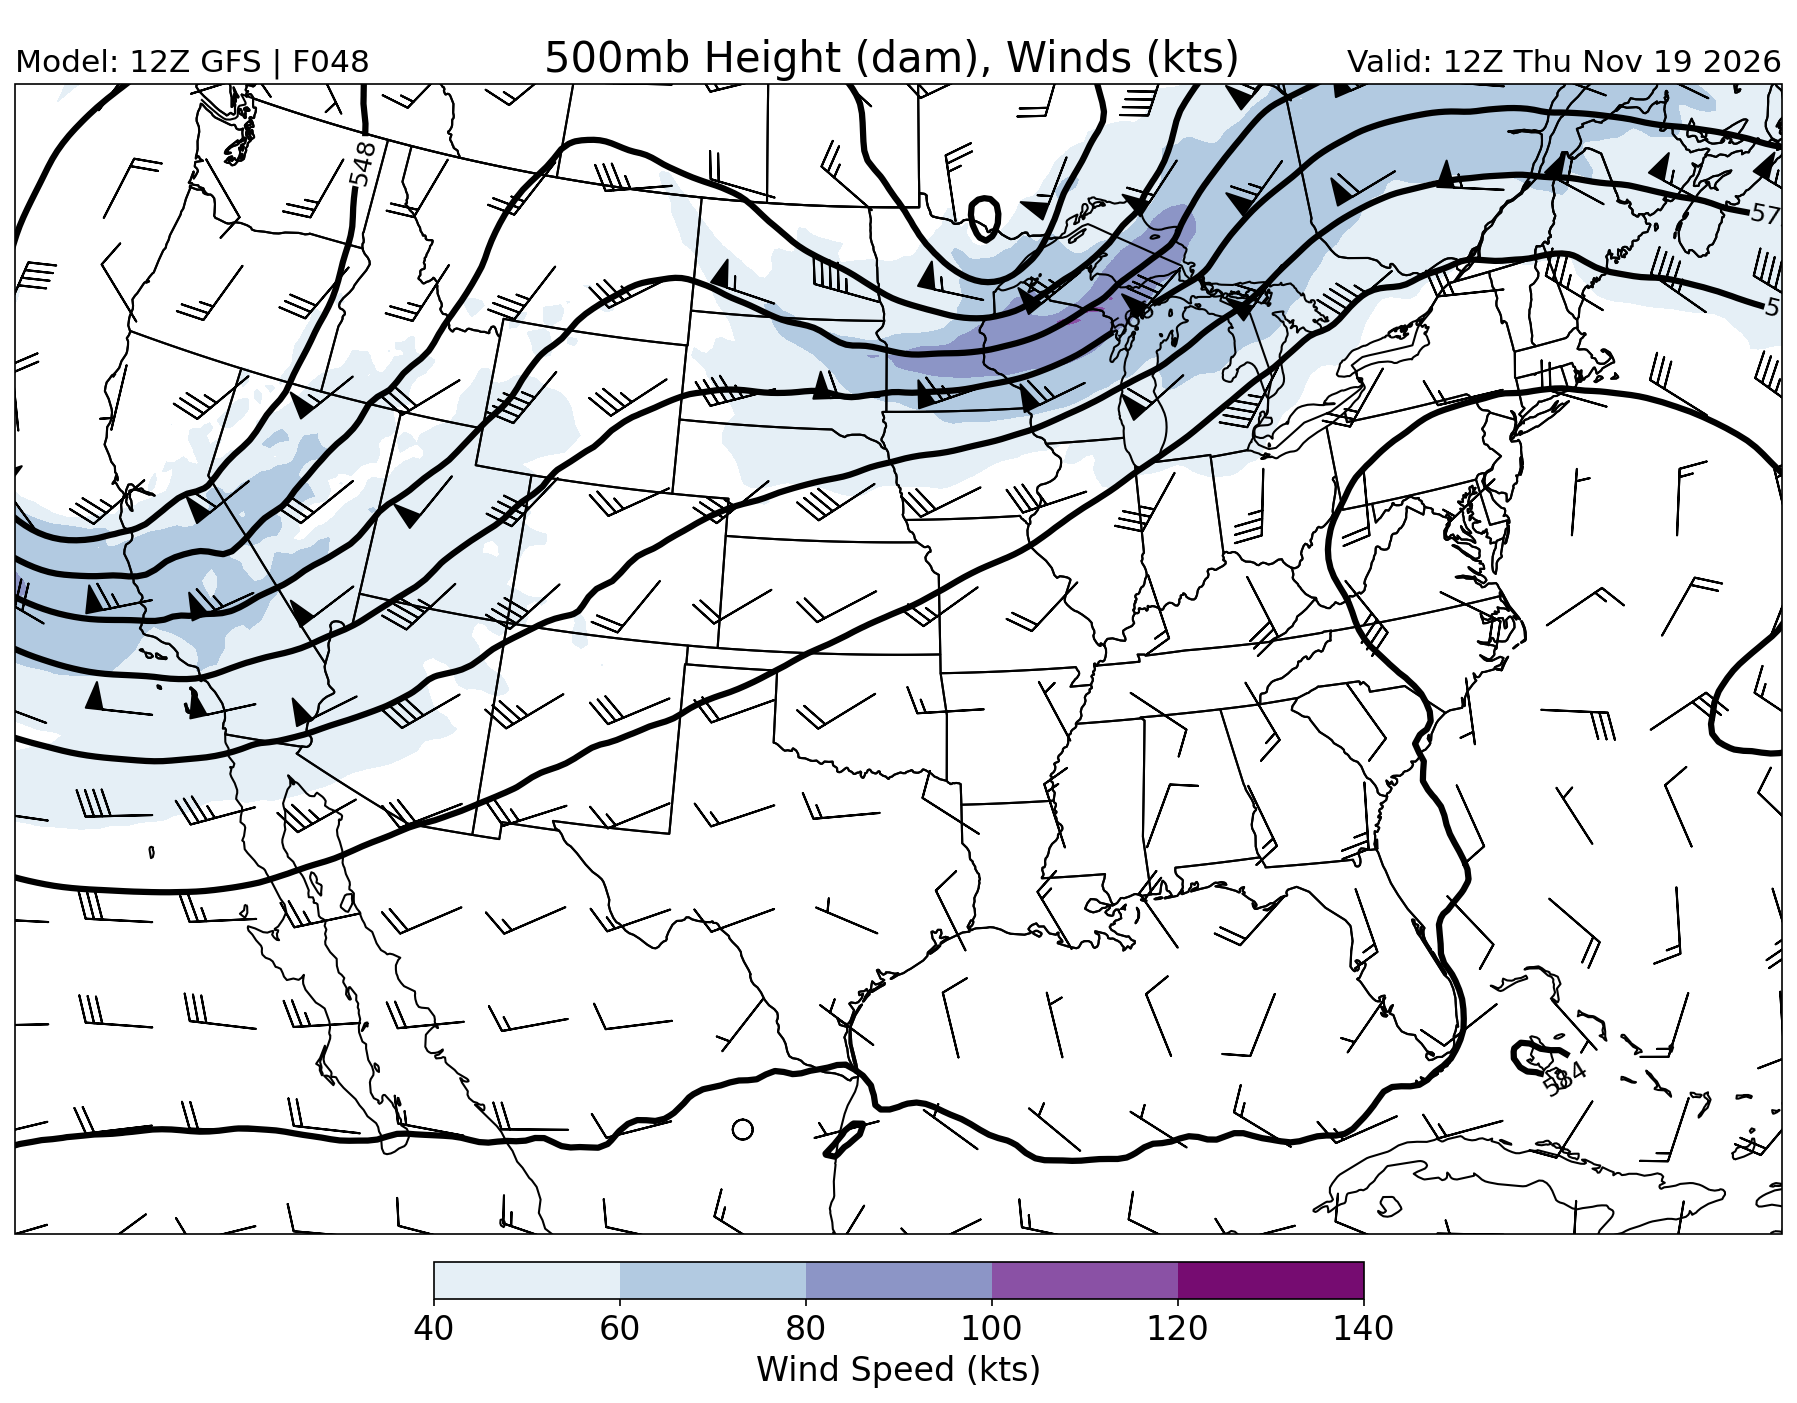 Model: 12Z GFS | F048
500mb Height (dam), Winds (kts)
Valid: 12Z Thu Nov 19 2026
548
57
5
584
40 60 80 100 120 140
Wind Speed (kts)